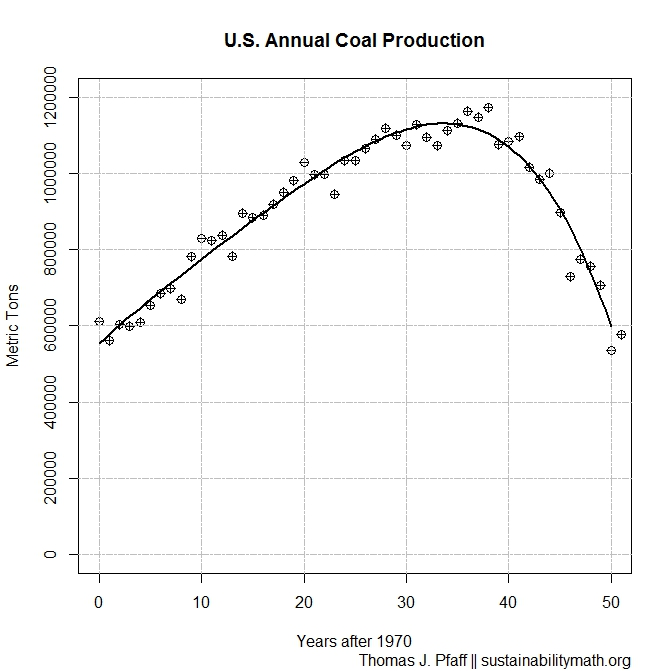 U.S. Annual Coal Production
Metric Tons
1200000
1000000
800000
600000
400000
200000
0
0 10 20 30 40 50
Years after 1970
Thomas J. Pfaff || sustainabilitymath.org